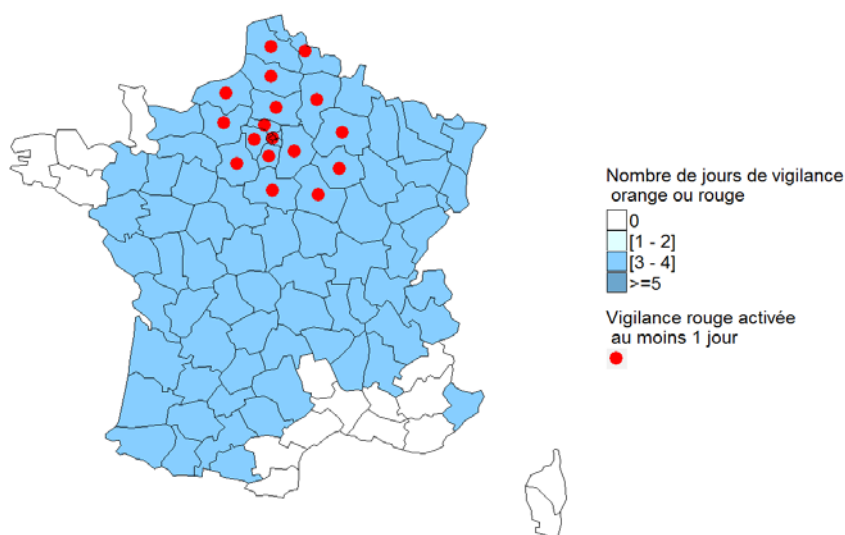 Nombre de jours de vigilance
orange ou rouge
0
[1 - 2]
[3 - 4]
>=5
Vigilance rouge activée
au moins 1 jour